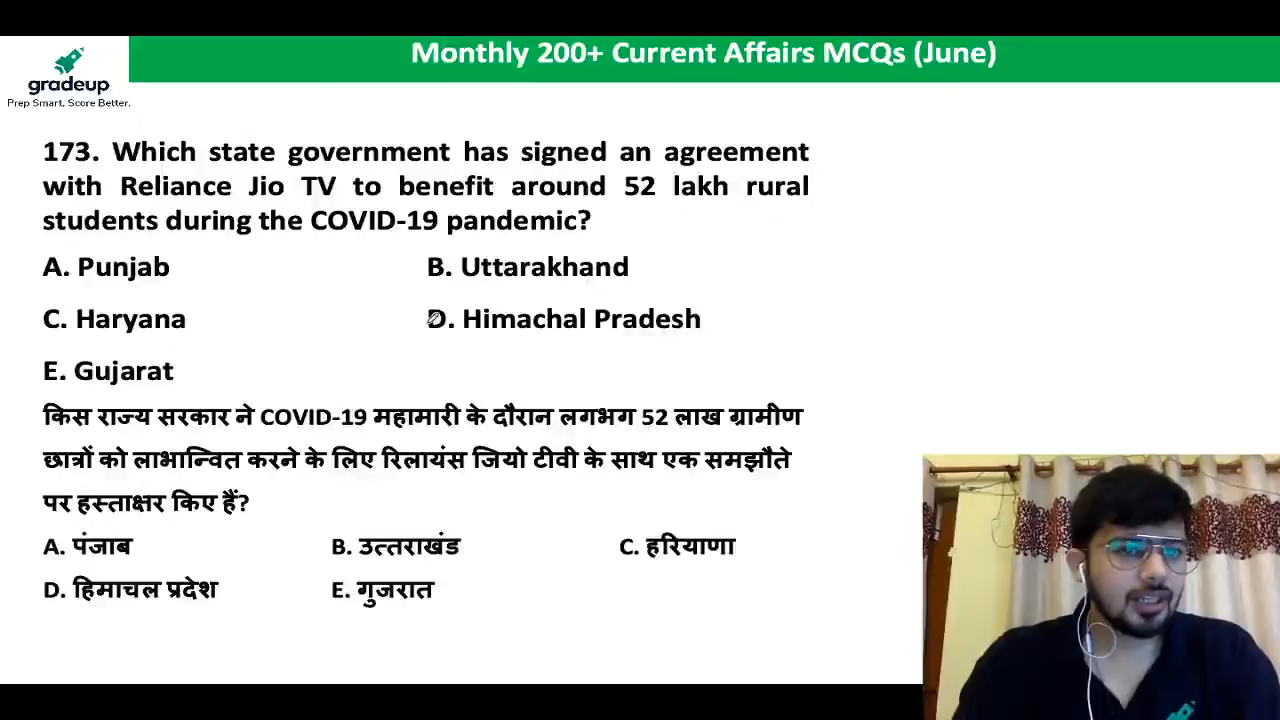 Monthly 200+ Current Affairs MCQs (June)
gradeup
Prep Smart, Score Better.
173. Which state government has signed an agreement
with Reliance Jio TV to benefit around 52 lakh rural
students during the COVID-19 pandemic?
A. Punjab B. Uttarakhand
C. Haryana D. Himachal Pradesh
E. Gujarat
किस राज्य सरकार ने COVID-19 महामारी के दौरान लगभग 52 लाख ग्रामीण
छात्रों को लाभान्वित करने के लिए रिलायंस जियो टीवी के साथ एक समझौते
पर हस्ताक्षर किए हैं?
A. पंजाब B. उत्तराखंड C. हरियाणा
D. हिमाचल प्रदेश E. गुजरात